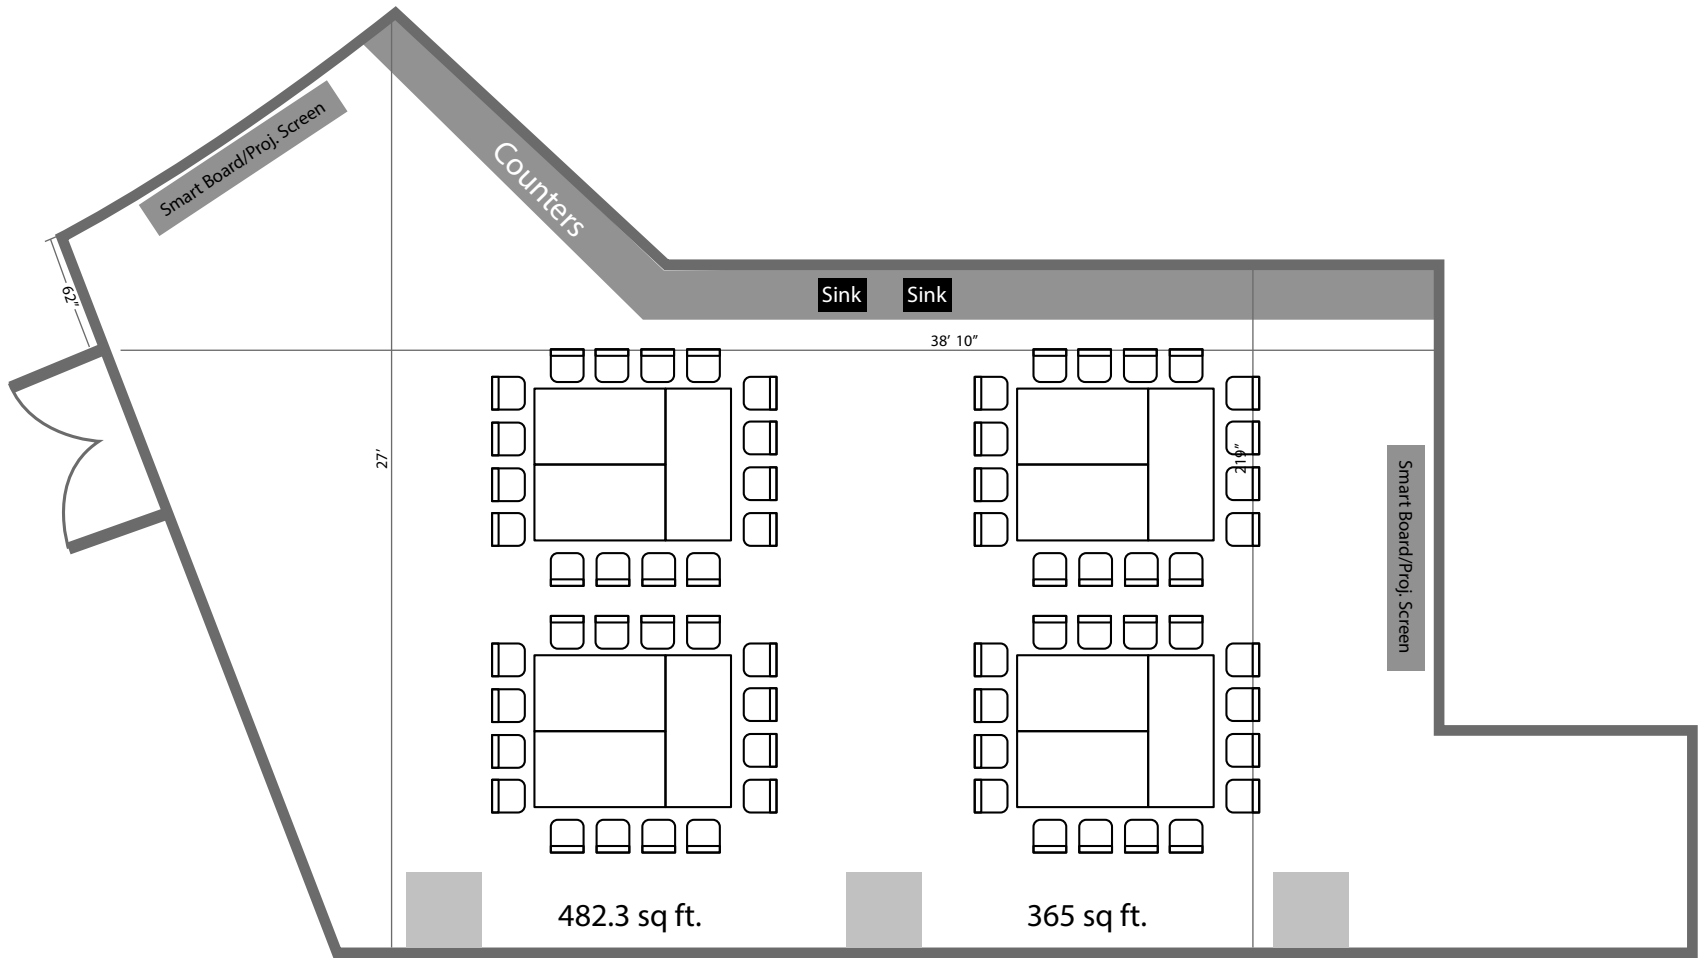 Smart Board/Proj. Screen
Counters
62”
Sink
Sink
38’ 10”
27’
219”
Smart Board/Proj. Screen
482.3 sq ft.
365 sq ft.